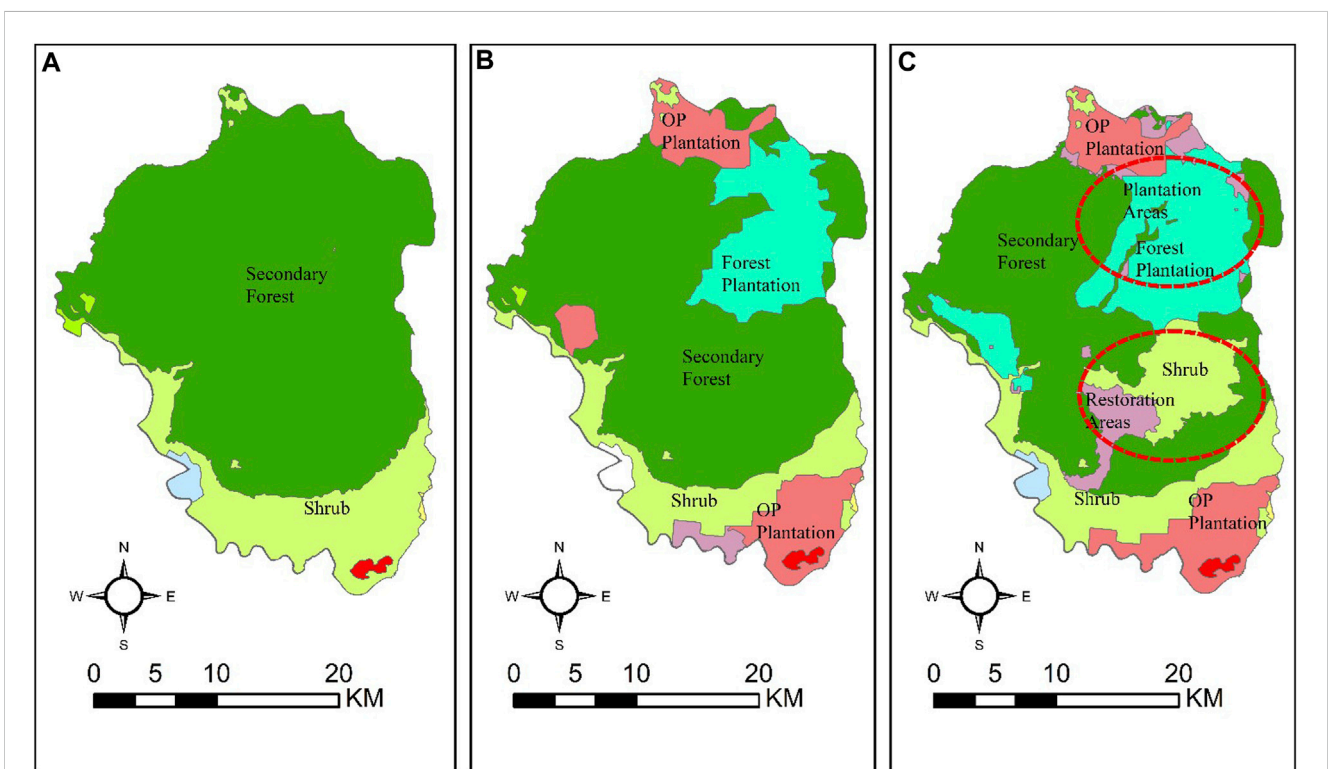 A
Secondary
Forest
Shrub
N
W E
S
0 5 10 20
KM
B
OP
Plantation
Forest
Plantation
Secondary
Forest
Shrub
OP
Plantation
N
W E
S
0 5 10 20
KM
C
OP
Plantation
Plantation
Areas
Secondary
Forest
Forest
Plantation
Shrub
Restoration
Areas
Shrub
OP
Plantation
N
W E
S
0 5 10 20
KM